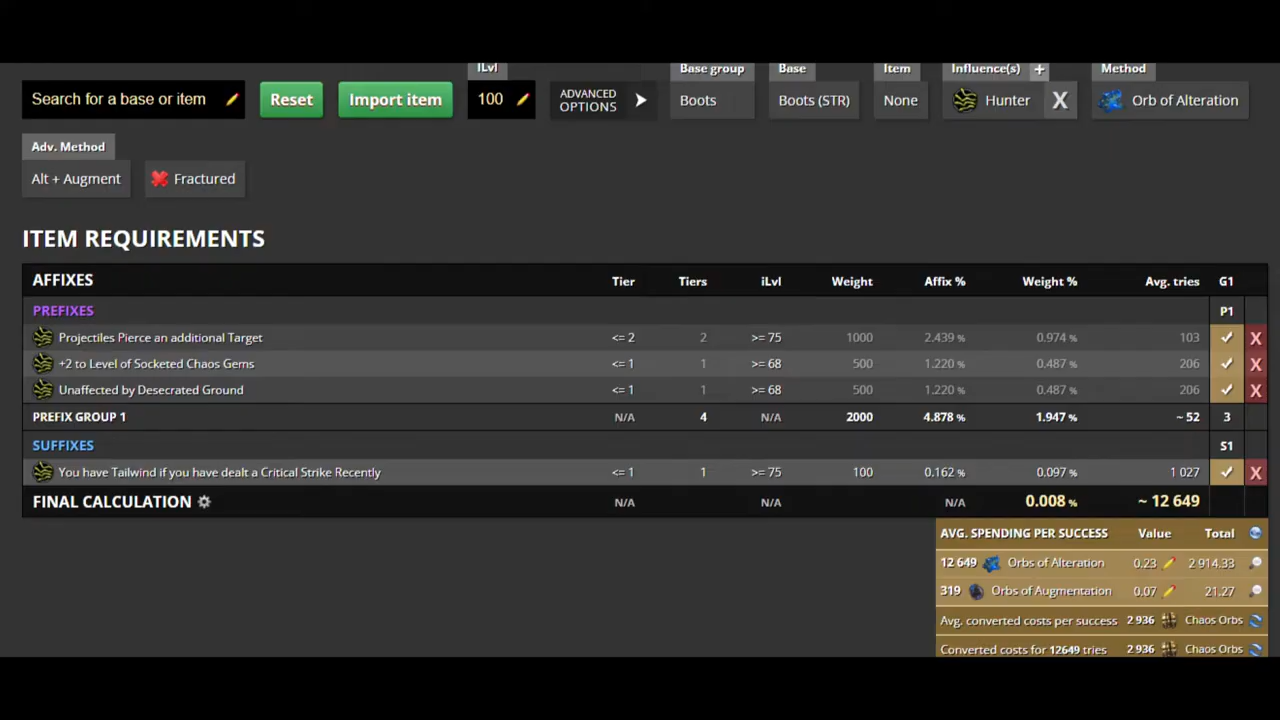 ILvl Base group Base Item Influence(s) + Method
Search for a base or item Reset Import item 100 ADVANCED OPTIONS Boots Boots (STR) None Hunter X Orb of Alteration
Adv. Method
Alt + Augment Fractured
ITEM REQUIREMENTS
AFFIXES Tier Tiers iLvl Weight Affix % Weight % Avg. tries G1
PREFIXES P1
Projectiles Pierce an additional Target <= 2 2 >= 75 1000 2.439 % 0.974 % 103 X
+2 to Level of Socketed Chaos Gems <= 1 1 >= 68 500 1.220 % 0.487 % 206 X
Unaffected by Desecrated Ground <= 1 1 >= 68 500 1.220 % 0.487 % 206 X
PREFIX GROUP 1 N/A 4 N/A 2000 4.878 % 1.947 % ~ 52 3
SUFFIXES S1
You have Tailwind if you have dealt a Critical Strike Recently <= 1 1 >= 75 100 0.162 % 0.097 % 1 027 X
FINAL CALCULATION N/A N/A N/A 0.008 % ~ 12 649
AVG. SPENDING PER SUCCESS Value Total
12 649 Orbs of Alteration 0.23 2 914.33
319 Orbs of Augmentation 0.07 21.27
Avg. converted costs per success 2 936 Chaos Orbs
Converted costs for 12649 tries 2 936 Chaos Orbs